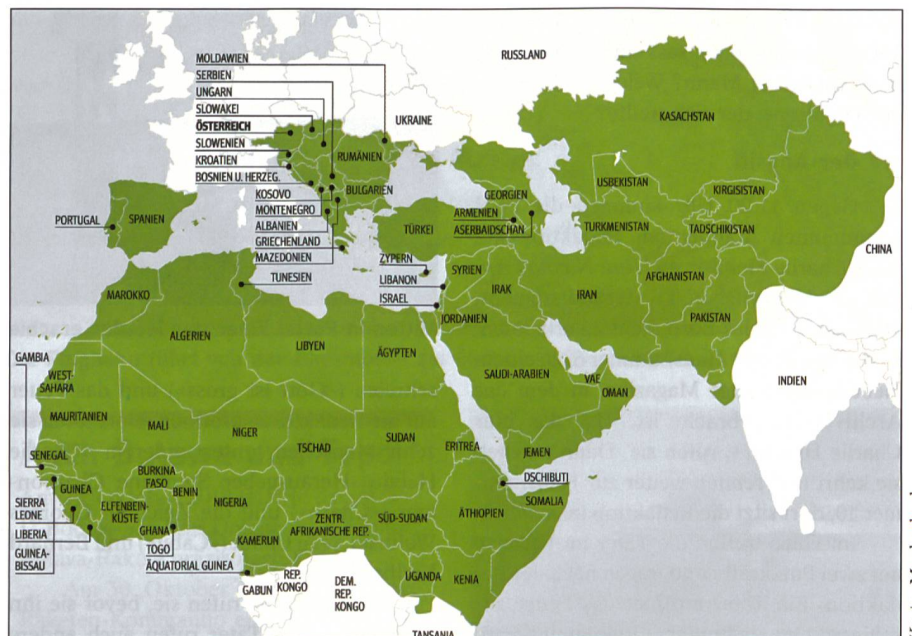 RUSSLAND
MOLDAWIEN
SERBIEN
UNGARN
SLOWAKEI
ÖSTERREICH
SLOWENIEN
KROATIEN
BOSNIEN U. HERZEG.
KOSOVO
MONTENEGRO
ALBANIEN
GRIECHENLAND
MAZEDONIEN
UKRAINE
RUMÄNIEN
BULGARIEN
KASACHSTAN
USBEKISTAN
KIRGISISTAN
GEORGIEN
ARMENIEN
ASERBAIDSCHAN
TURKMENISTAN
TADSCHIKISTAN
CHINA
PORTUGAL
SPANIEN
TÜRKEI
ZYPERN
LIBANON
ISRAEL
SYRIEN
IRAK
IRAN
AFGHANISTAN
PAKISTAN
JORDANIEN
TUNESIEN
MAROKKO
ALGERIEN
LIBYEN
ÄGYPTEN
SAUDI-ARABIEN
VAE
OMAN
INDIEN
GAMBIA
WEST-
SAHARA
MAURITANIEN
MALI
NIGER
TSCHAD
SUDAN
ERITREA
JEMEN
DSCHIBUTI
SENEGAL
GUINEA
BURKINA
FASO
BENIN
NIGERIA
SIERRA
LEONE
LIBERIA
GUINEA-
BISSAU
ELFENBEIN-
KÜSTE
GHANA
TOGO
ÄQUATORIAL GUINEA
KAMERUN
ZENTR.
AFRIKANISCHE REP.
SÜD-SUDAN
ÄTHIOPIEN
SOMALIA
GABUN
REP.
KONGO
DEM.
REP.
KONGO
UGANDA
KENIA
TANSANIA